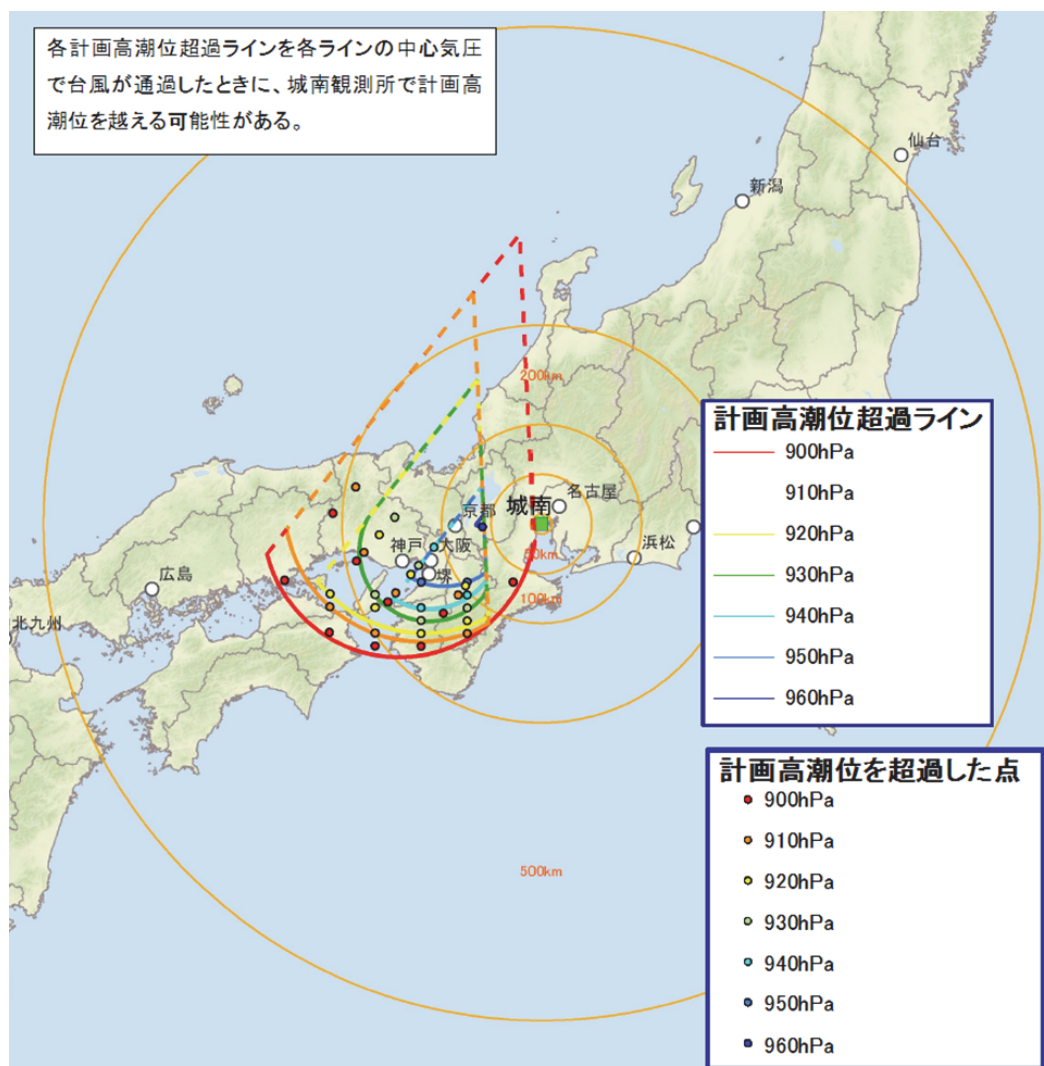 各計画高潮位超過ラインを各ラインの中心気圧
で台風が通過したときに、城南観測所で計画高
潮位を越える可能性がある。
仙台
新潟
200km
計画高潮位超過ライン
900hPa
910hPa
920hPa
930hPa
940hPa
950hPa
960hPa
名古屋
城南
京都
神戸
大阪
50km
浜松
堺
広島
100km
北九州
計画高潮位を超過した点
900hPa
910hPa
920hPa
930hPa
940hPa
950hPa
960hPa
500km